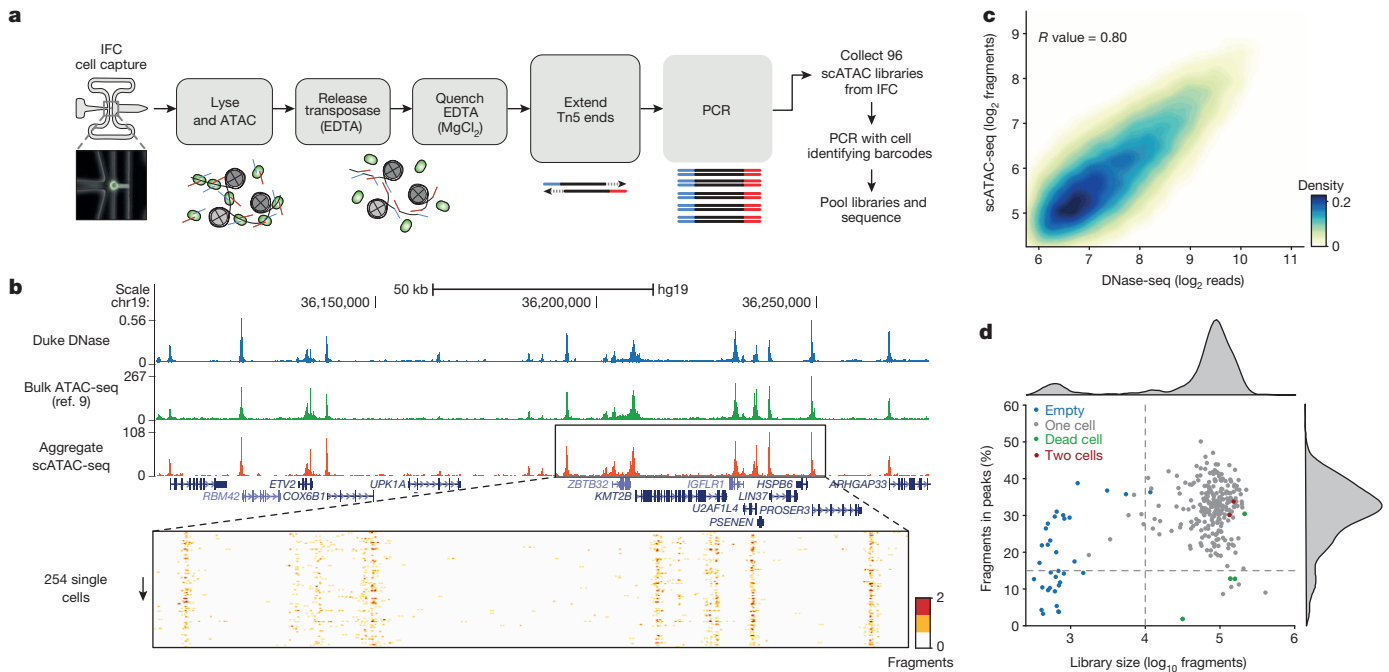 a
IFC
cell capture
Lyse
and ATAC
Release
transposase
(EDTA)
Quench
EDTA
(MgCl2)
Extend
Tn5 ends
PCR
Collect 96
scATAC libraries
from IFC
PCR with cell
identifying barcodes
Pool libraries and
sequence
b
Scale
50 kb
hg19
chr19:
36,150,000
36,200,000
36,250,000
0.56
Duke DNase
0
267
Bulk ATAC-seq
(ref. 9)
0
108
Aggregate
scATAC-seq
0
ETV2
UPK1A
ZBTB32
IGFLR1
HSPB6
ARHGAP33
RBM42
COX6B1
KMT2B
LIN37
U2AF1L4
PROSER3
PSENEN
254 single
cells
2
1
0
Fragments
c
R value = 0.80
9
8
7
6
5
scATAC-seq (log2 fragments)
6 7 8 9 10 11
DNase-seq (log2 reads)
Density
0.2
0
d
60
50
40
30
20
10
0
Fragments in peaks (%)
Empty
One cell
Dead cell
Two cells
3 4 5 6
Library size (log10 fragments)